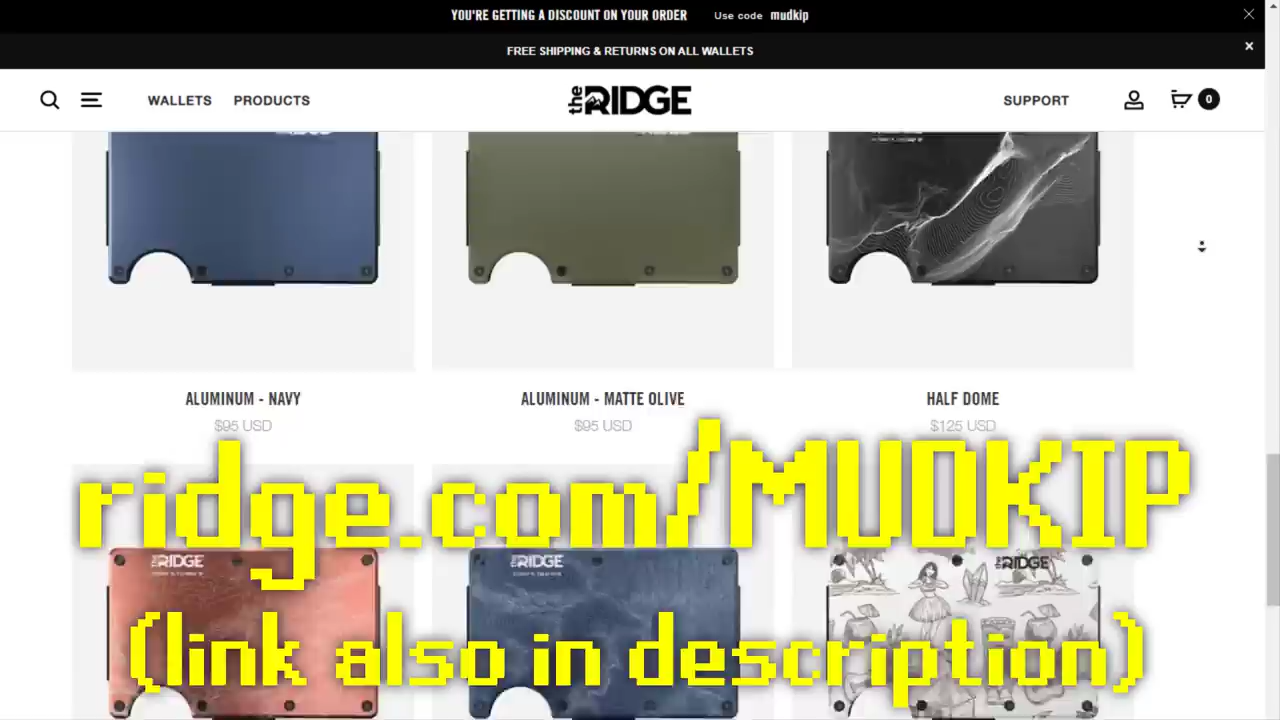 YOU'RE GETTING A DISCOUNT ON YOUR ORDER Use code mudkip
FREE SHIPPING & RETURNS ON ALL WALLETS
WALLETS PRODUCTS the RIDGE SUPPORT 0
ALUMINUM - NAVY ALUMINUM - MATTE OLIVE HALF DOME
$95 USD $95 USD $125 USD
ridge.com/MUDKIP
the RIDGE the RIDGE the RIDGE
(link also in description)